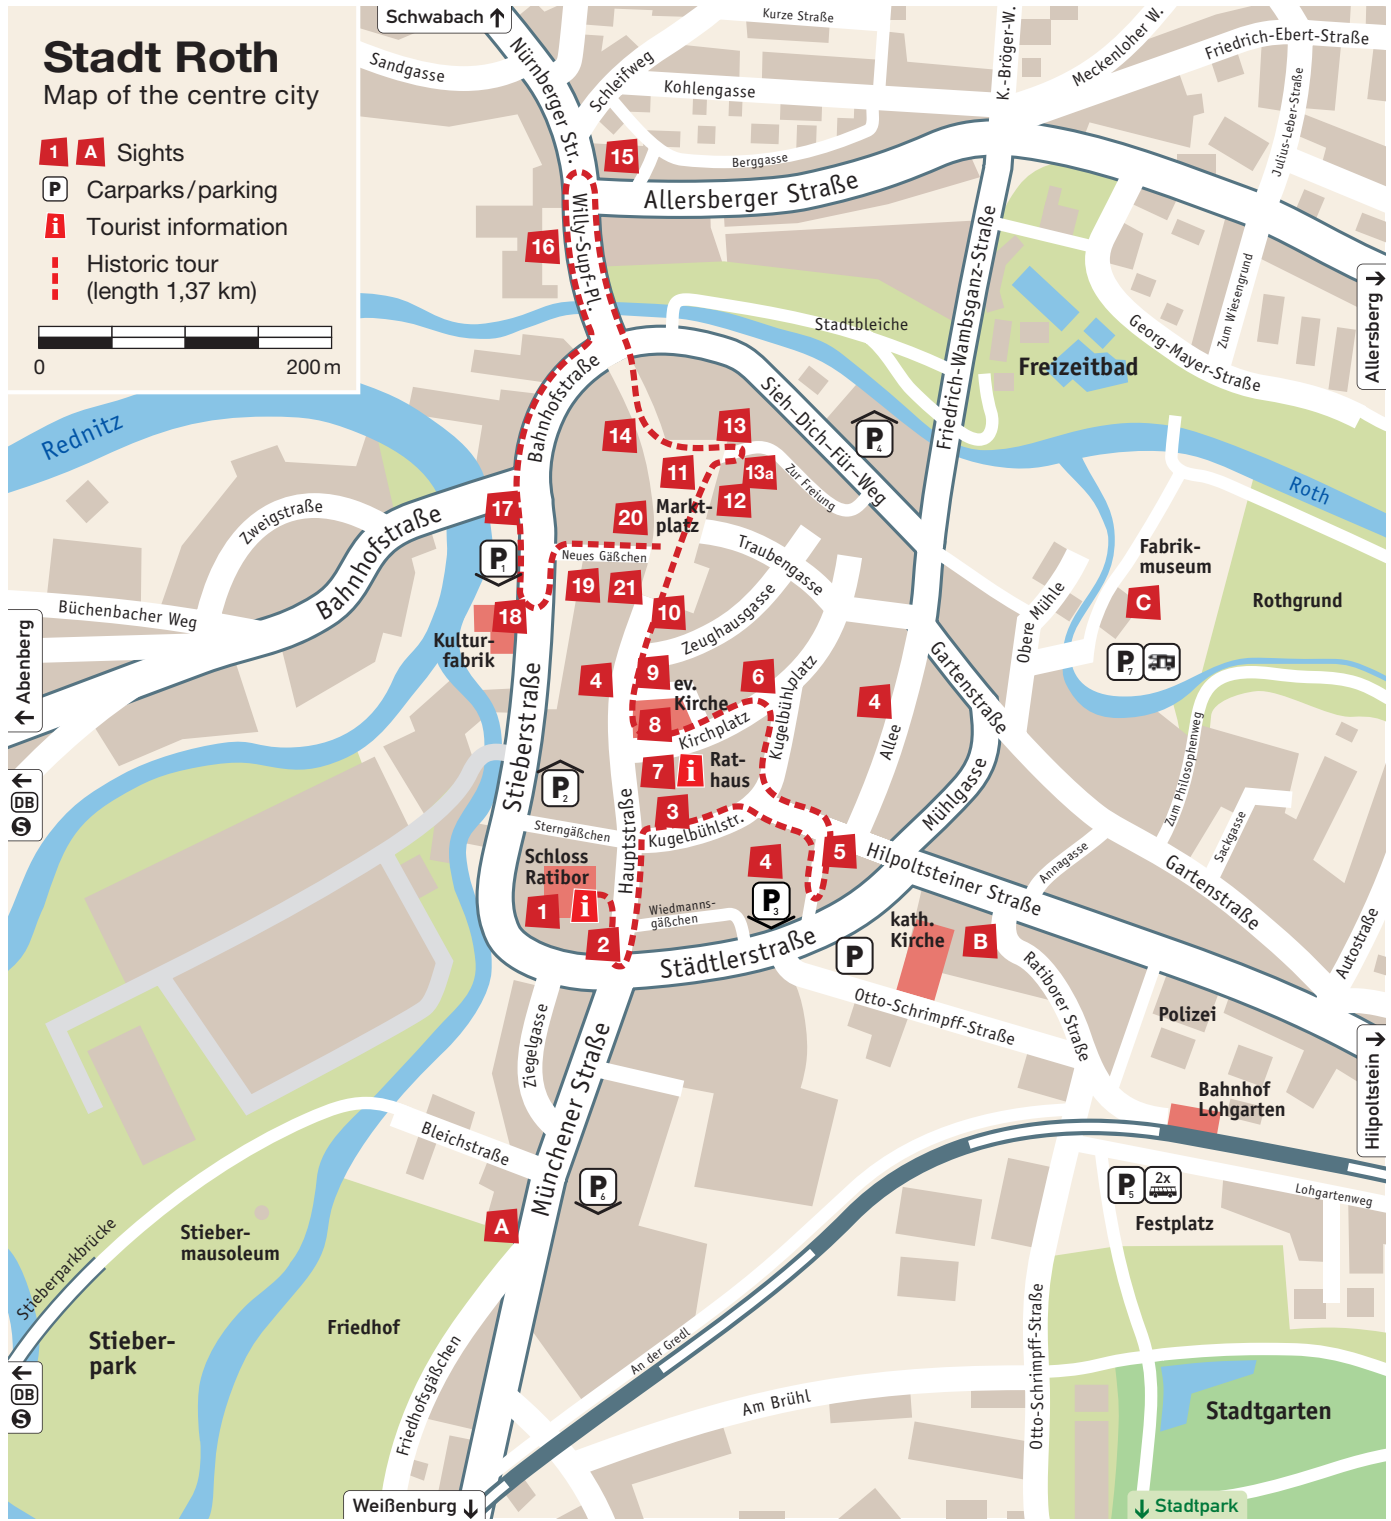 Stadt Roth
Map of the centre city
1 A Sights
P Carparks/parking
i Tourist information
Historic tour
(length 1,37 km)
0 200 m
Schwabach ↑
Kurze Straße
Sandgasse
Nürnberger Str.
Schleifweg
Kohlengasse
K.-Bröger-W.
Meckenloher W.
Friedrich-Ebert-Straße
Julius-Leber-Straße
15
Berggasse
Allersberger Straße
16
Willy-Supf-Pl.
Friedrich-Wambsganz-Straße
Zum Wiesengrund
Allersberg →
Stadtbleiche
Georg-Mayer-Straße
Freizeitbad
Rednitz
Bahnhofstraße
Sieh-Dich-Für-Weg
14
13
P4
11
13a
Zur Freiung
12
Roth
17
20
Markt-
platz
Zweigstraße
Bahnhofstraße
P1
Neues Gäßchen
Traubengasse
Fabrik-
museum
19
21
C
Rothgrund
Büchenbacher Weg
18
10
Zeughausgasse
Obere Mühle
Kultur-
fabrik
← Abenberg
P7
4
9
ev.
Kirche
6
Kugelbühlplatz
4
Gartenstraße
8
Kirchplatz
Allee
Stieberstraße
7
i
Rat-
haus
Zum Philosophenweg
← DB S
P2
Hauptstraße
3
Kugelbühlstr.
Mühlgasse
Sackgasse
Sterngäßchen
Schloss
Ratibor
4
5
Hilpoltsteiner Straße
Annagasse
Gartenstraße
1
i
Wiedmanns-
gäßchen
P3
kath.
Kirche
B
2
Städtlerstraße
P
Autostraße
Otto-Schrimpff-Straße
Ratiborer Straße
Polizei
Ziegelgasse
Münchener Straße
Hilpoltstein →
Bahnhof
Lohgarten
Bleichstraße
P6
P5
2x
Lohgartenweg
Festplatz
A
Stieber-
mausoleum
Stieberparkbrücke
Stieber-
park
Friedhof
Friedhofsgäßchen
An der Gredl
Otto-Schrimpff-Straße
← DB S
Am Brühl
Stadtgarten
Weißenburg ↓
↓ Stadtpark